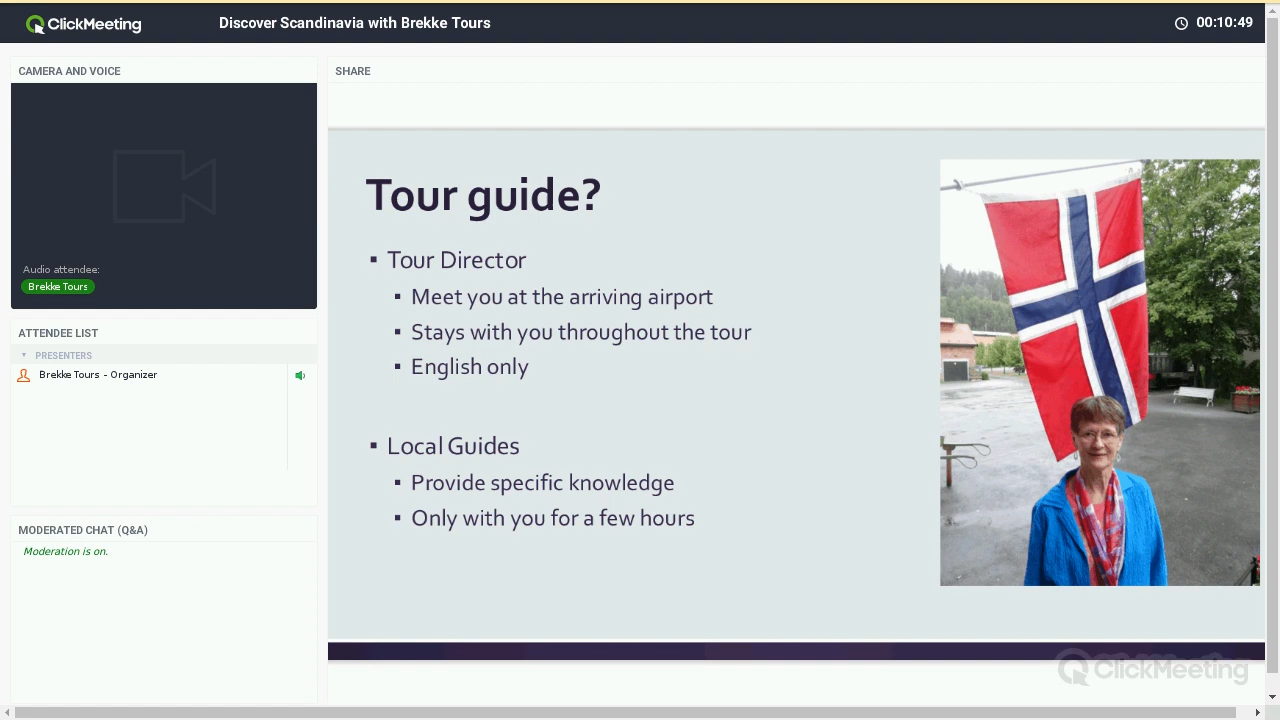 ClickMeeting
Discover Scandinavia with Brekke Tours
00:10:49
CAMERA AND VOICE
Audio attendee:
Brekke Tours
ATTENDEE LIST
PRESENTERS
Brekke Tours - Organizer
MODERATED CHAT (Q&A)
Moderation is on.
SHARE
Tour guide?
▪ Tour Director
▪ Meet you at the arriving airport
▪ Stays with you throughout the tour
▪ English only
▪ Local Guides
▪ Provide specific knowledge
▪ Only with you for a few hours
ClickMeeting